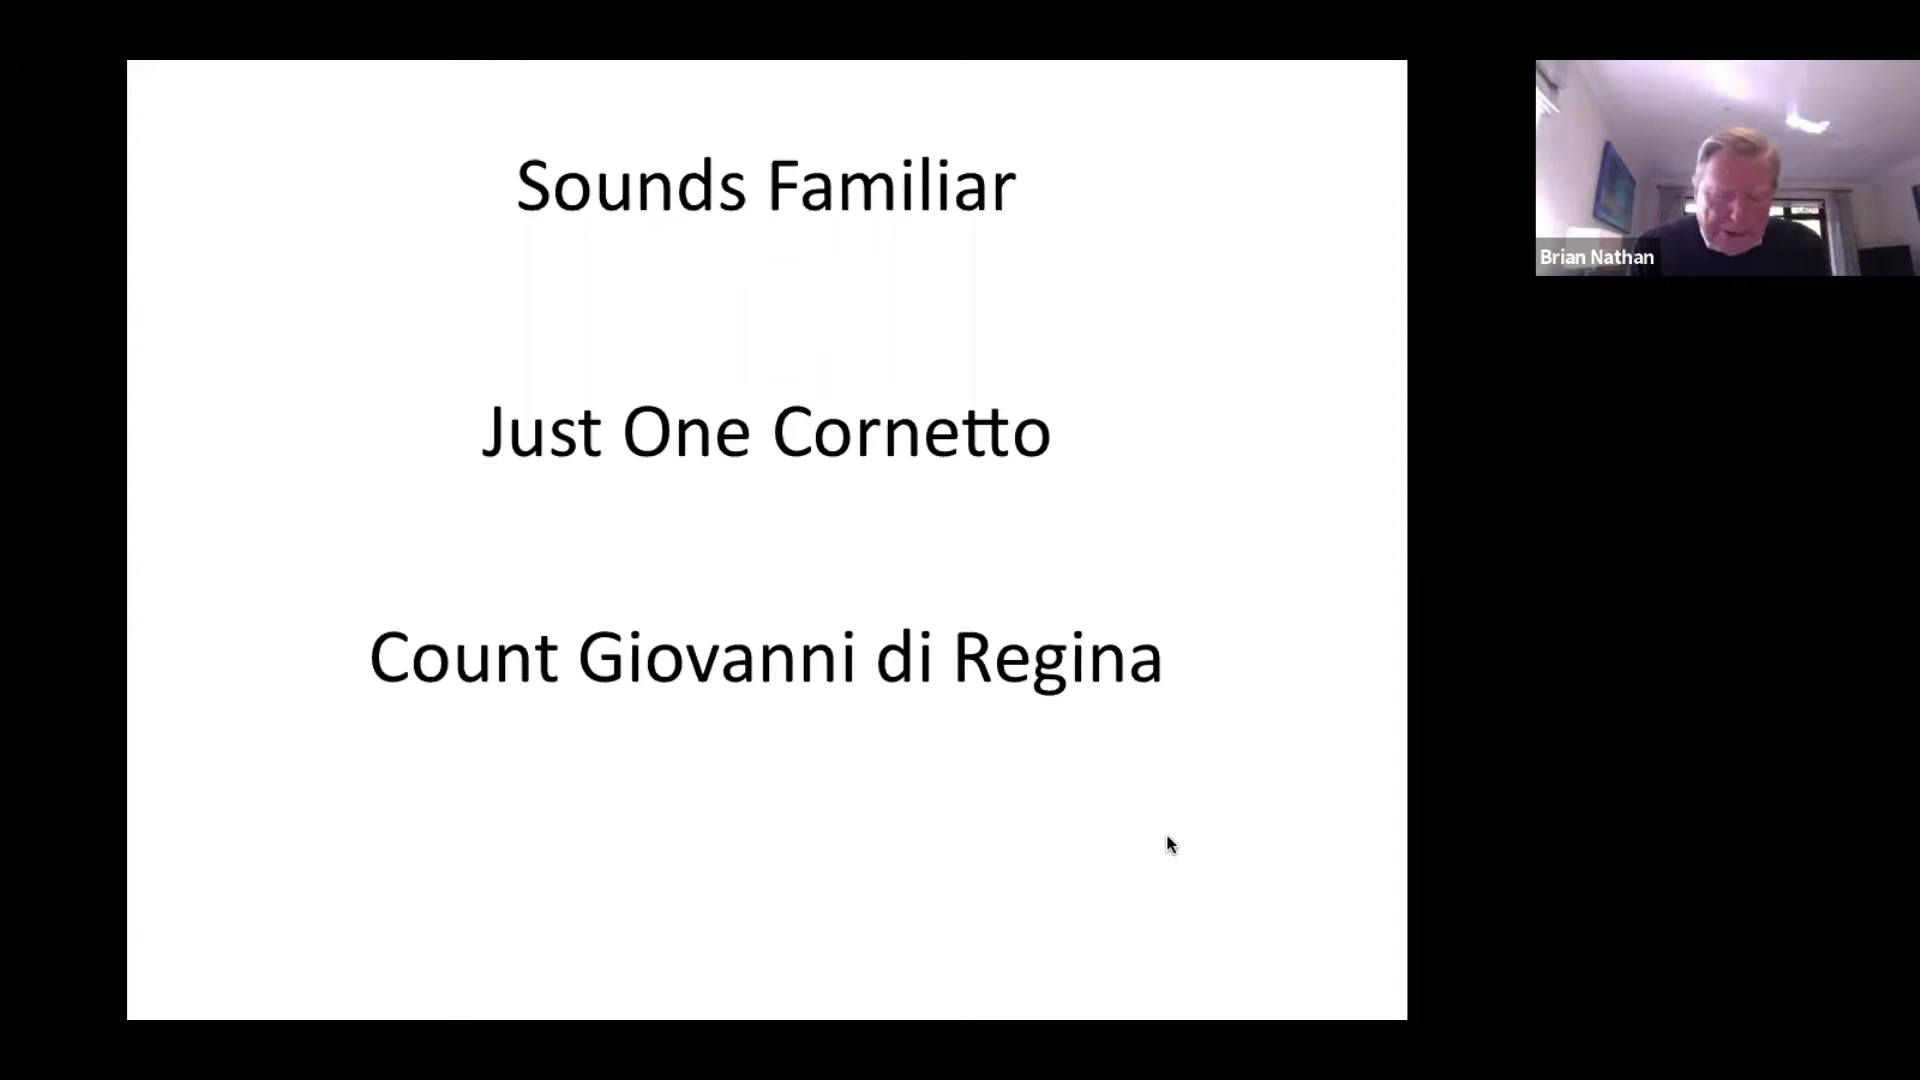 Sounds Familiar
Just One Cornetto
Count Giovanni di Regina
Brian Nathan